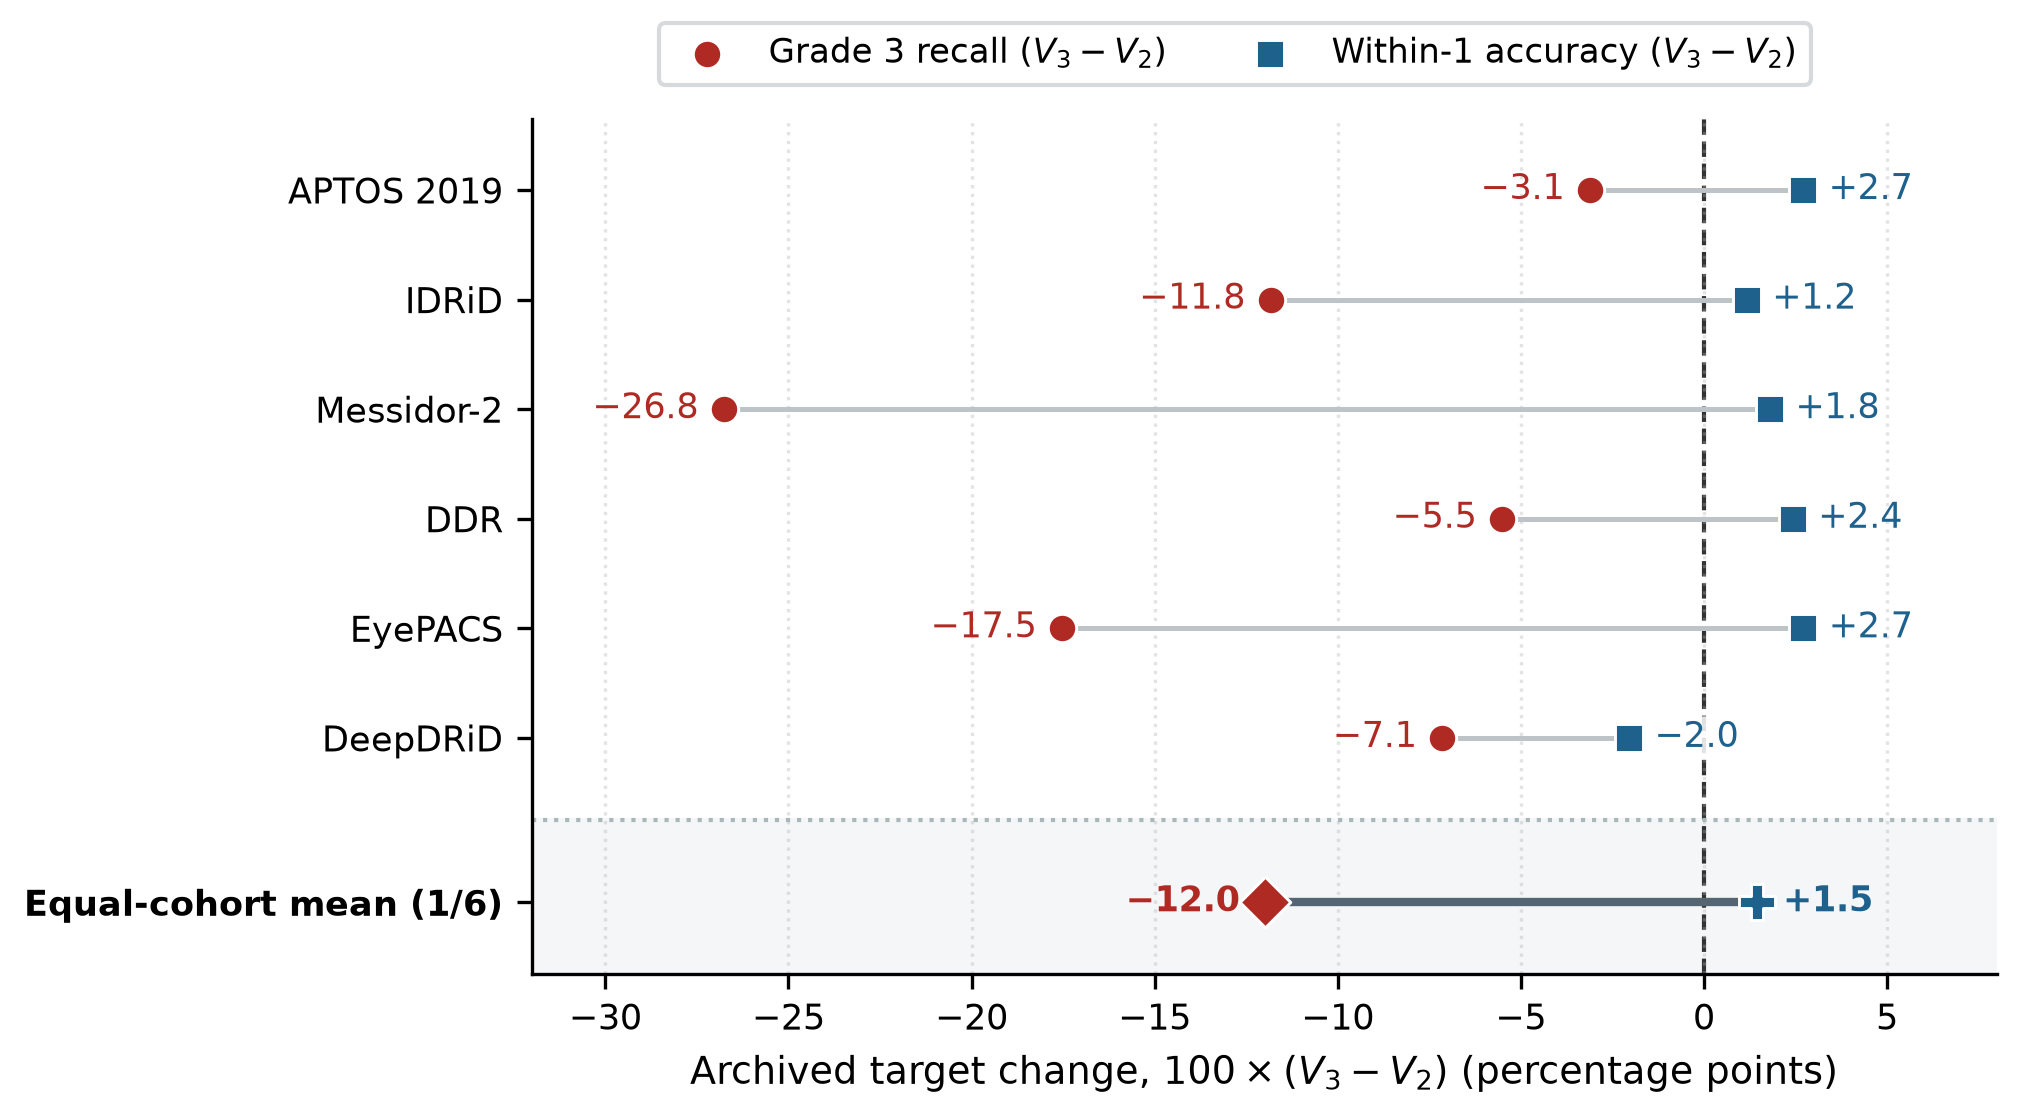 Grade 3 recall (V₃ − V₂) Within-1 accuracy (V₃ − V₂)
APTOS 2019 −3.1 +2.7
IDRiD −11.8 +1.2
Messidor-2 −26.8 +1.8
DDR −5.5 +2.4
EyePACS −17.5 +2.7
DeepDRiD −7.1 −2.0
Equal-cohort mean (1/6) −12.0 +1.5
−30 −25 −20 −15 −10 −5 0 5
Archived target change, 100 × (V₃ − V₂) (percentage points)